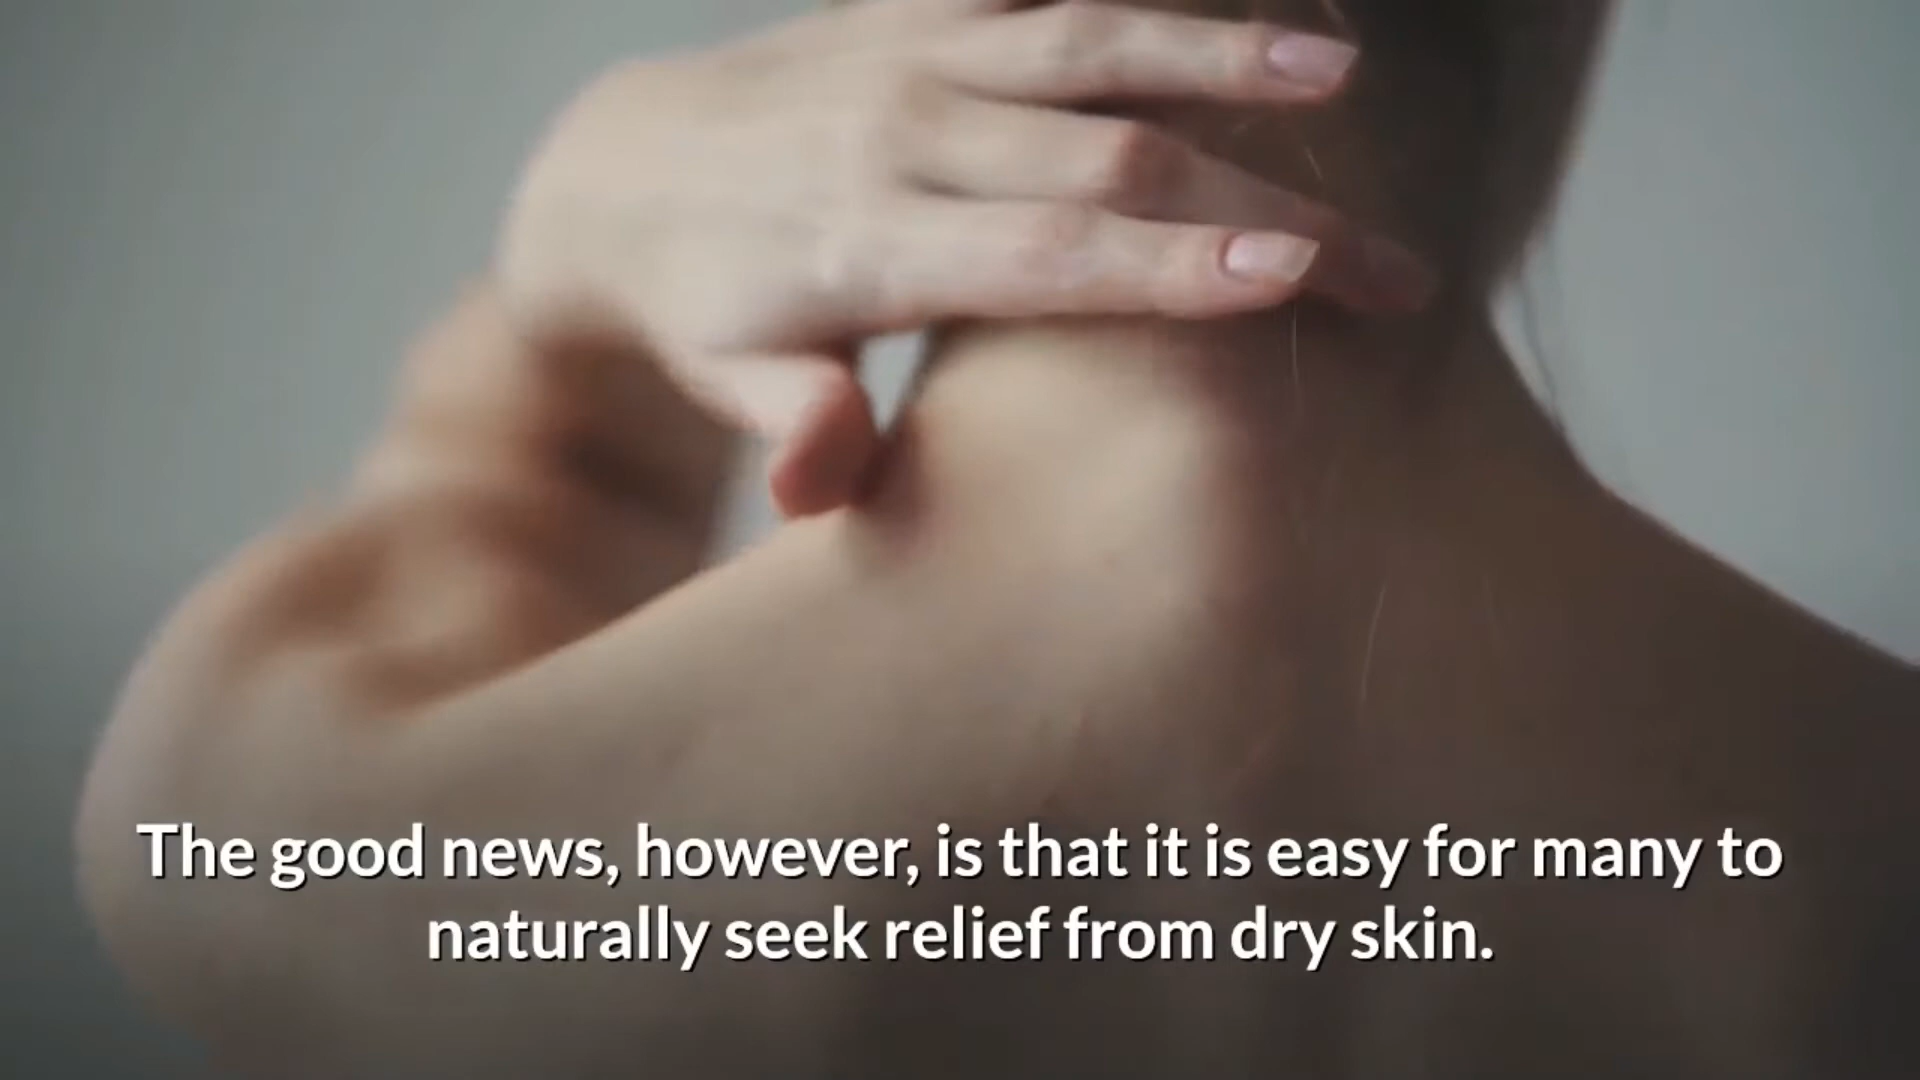 The good news, however, is that it is easy for many to
naturally seek relief from dry skin.